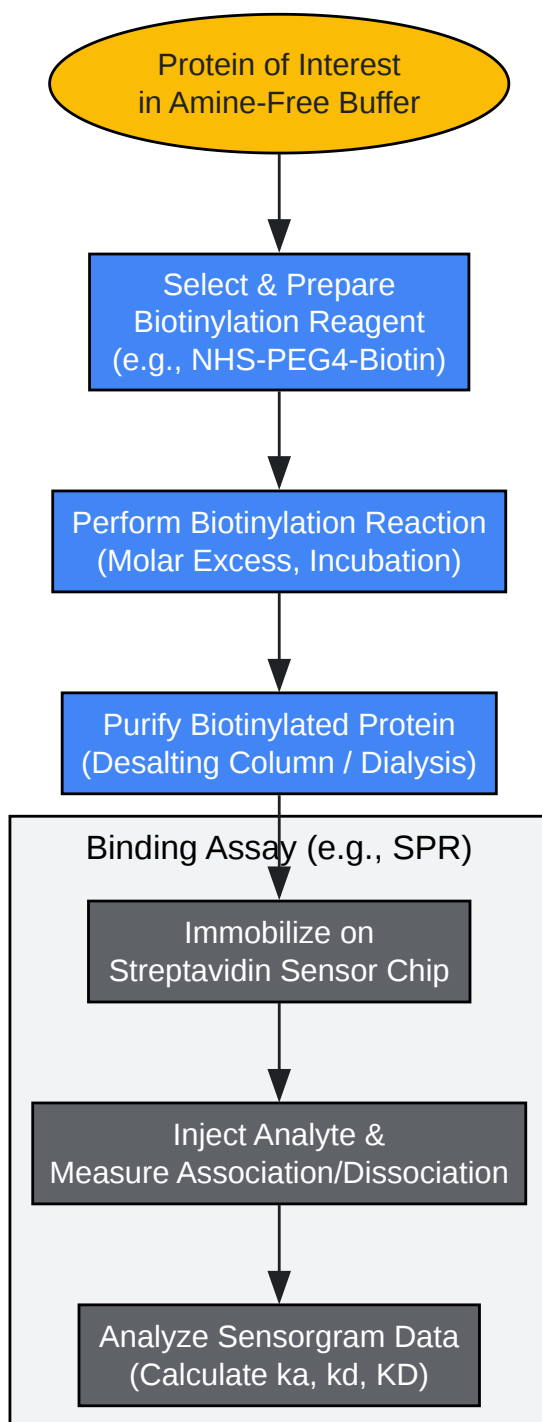 Protein of Interest
in Amine-Free Buffer
Select & Prepare
Biotinylation Reagent
(e.g., NHS-PEG4-Biotin)
Perform Biotinylation Reaction
(Molar Excess, Incubation)
Purify Biotinylated Protein
(Desalting Column / Dialysis)
Binding Assay (e.g., SPR)
Immobilize on
Streptavidin Sensor Chip
Inject Analyte &
Measure Association/Dissociation
Analyze Sensorgram Data
(Calculate ka, kd, KD)